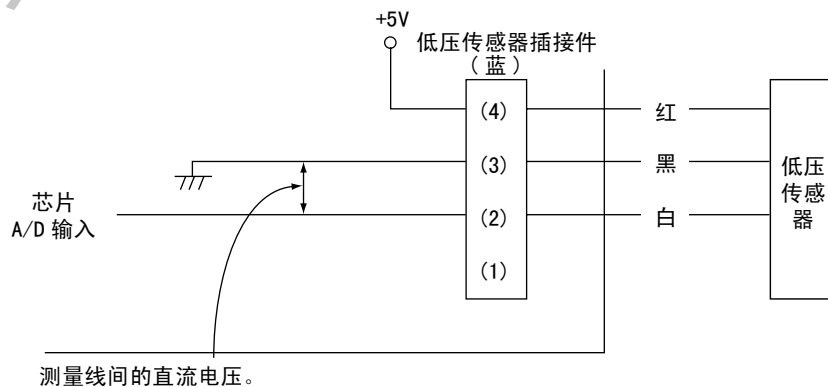 +5V
低压传感器插接件
（蓝）
(4)
红
(3)
黑
低压
传感
器
芯片
A/D 输入
(2)
白
(1)
测量线间的直流电压。